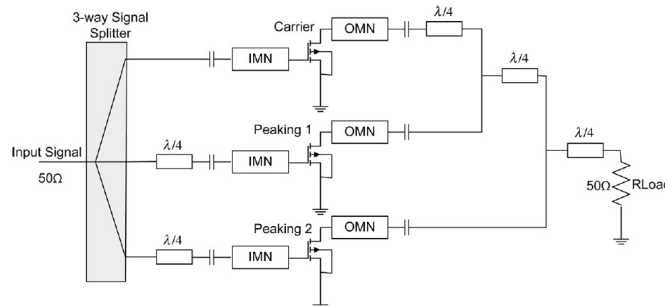 3-way Signal
Splitter
Carrier
OMN
λ/4
IMN
λ/4
Peaking 1
OMN
λ/4
Input Signal
50Ω
λ/4
IMN
50Ω
RLoad
Peaking 2
OMN
λ/4
IMN